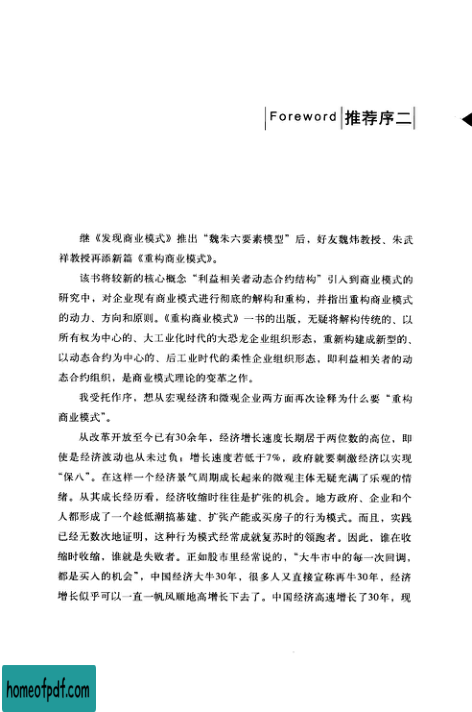 Foreword 推荐序二
继《发现商业模式》推出“魏朱六要素模型”后，好友魏炜教授、朱武
祥教授再添新篇《重构商业模式》。
该书将较新的核心概念“利益相关者动态合约结构”引入到商业模式的
研究中，对企业现有商业模式进行彻底的解构和重构，并指出重构商业模式
的动力、方向和原则。《重构商业模式》一书的出版，无疑将解构传统的、以
所有权为中心的、大工业化时代的大恐龙企业组织形态，重新构建成新型的、
以动态合约为中心的、后工业时代的柔性企业组织形态，即利益相关者的动
态合约组织，是商业模式理论的变革之作。
我受托作序，想从宏观经济和微观企业两方面再次诠释为什么要“重构
商业模式”。
从改革开放至今已有30余年，经济增长速度长期居于两位数的高位，即
使是经济波动也从未过负；增长速度若低于7%，政府就要刺激经济以实现
“保八”。在这样一个经济景气周期成长起来的微观主体无疑充满了乐观的情
绪。从其成长经历看，经济收缩时往往是扩张的机会。地方政府、企业和个
人都形成了一个趁低潮搞基建、扩张产能或买房子的行为模式。而且，实践
已经无数次地证明，这种行为模式经常成就复苏时的领跑者。因此，谁在收
缩时收缩，谁就是失败者。正如股市里经常说的，“大牛市中的每一次回调，
都是买入的机会”，中国经济大牛30年，很多人又直接宣称再牛30年，经济
增长似乎可以一直一帆风顺地高增长下去了。中国经济高速增长了30年，现
homeofpdf.com